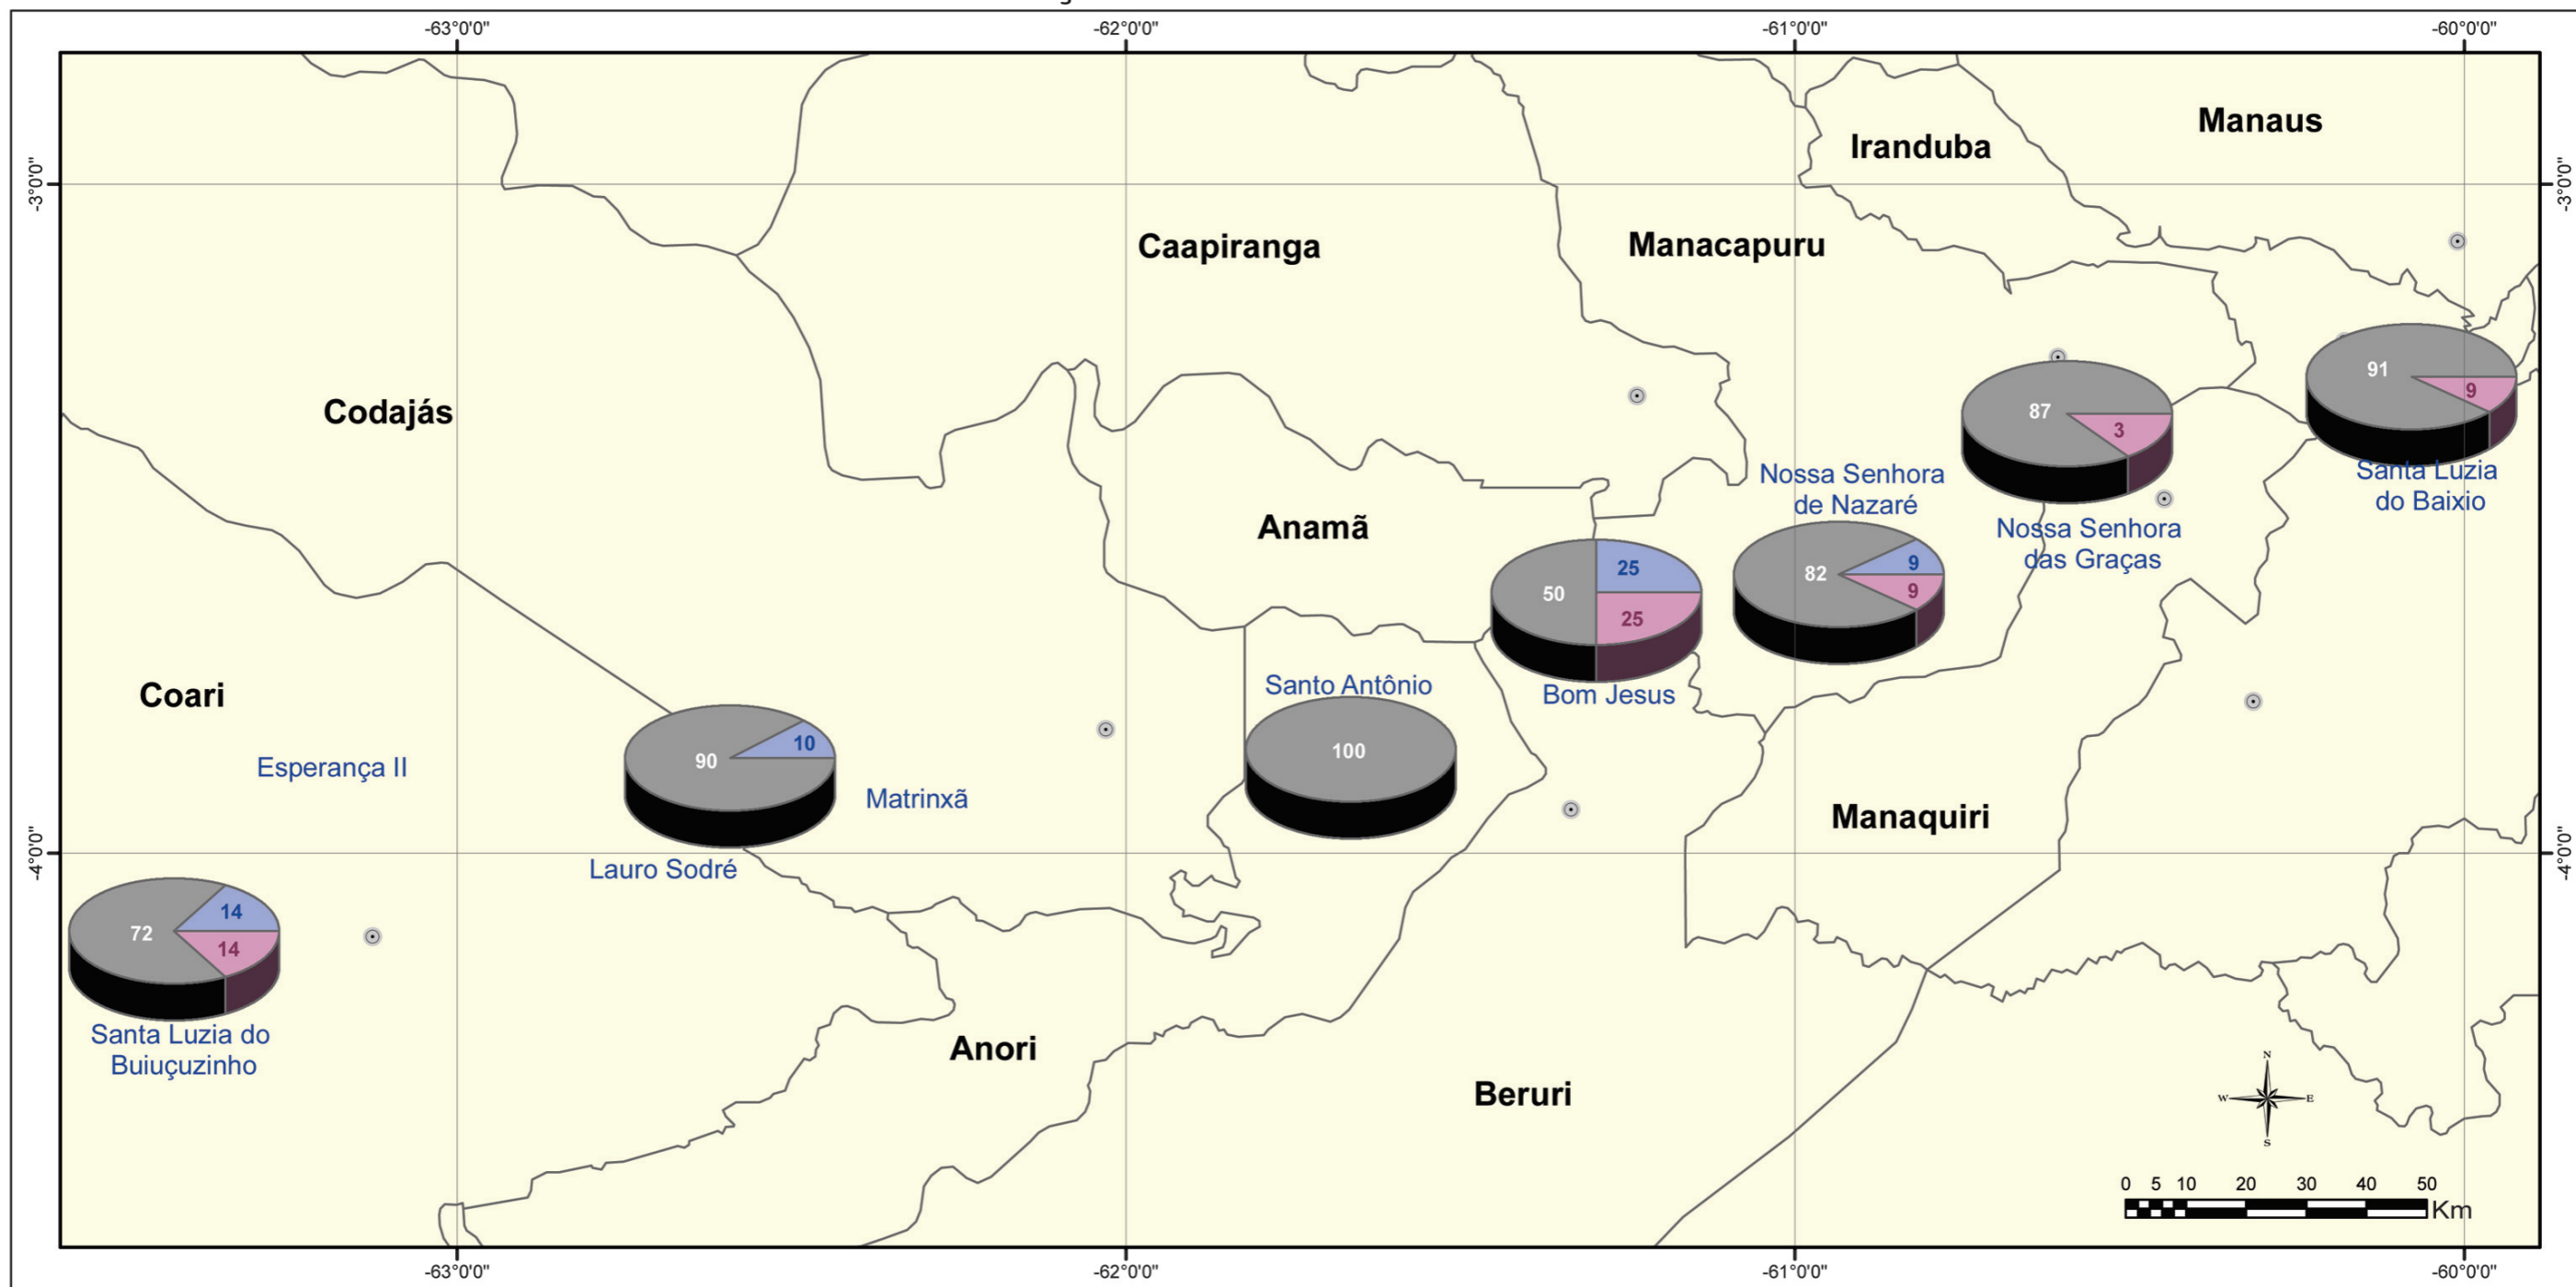 -63°0'0"
-62°0'0"
-61°0'0"
-60°0'0"
Manaus
Iranduba
-3°0'0"
-3°0'0"
Caapiranga
Manacapuru
91
9
Codajás
87
3
Nossa Senhora
de Nazaré
Santa Luzia
do Baixio
Anamã
Nossa Senhora
das Graças
50
25
25
82
9
9
Coari
Santo Antônio
Bom Jesus
Esperança II
90
10
Matrinxã
100
Manaquiri
-4°0'0"
-4°0'0"
Lauro Sodré
72
14
14
Santa Luzia do
Buiuçuzinho
Anori
Beruri
N
W
E
S
0 5 10 20 30 40 50
Km
-63°0'0"
-62°0'0"
-61°0'0"
-60°0'0"